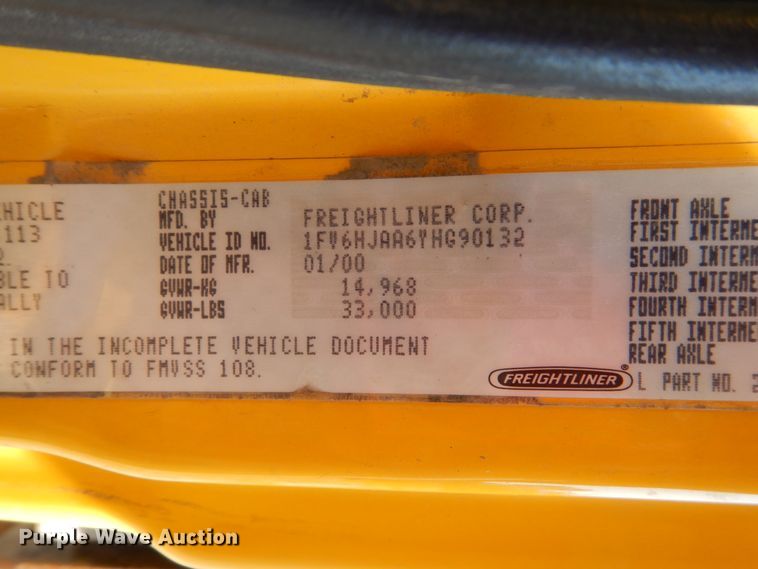 EHICLE
113
BLE TO
ALLY
CHASSIS-CAB
MFD. BY FREIGHTLINER CORP.
VEHICLE ID NO. 1FV6HJAA6YHG90132
DATE OF MFR. 01/00
GVWR-KG 14,968
GVWR-LBS 33,000
IN THE INCOMPLETE VEHICLE DOCUMENT
CONFORM TO FMVSS 108.
FREIGHTLINER
FRONT AXLE
FIRST INTERME
SECOND INTERM
THIRD INTERME
FOURTH INTERM
FIFTH INTERME
REAR AXLE
L PART NO. 2
Purple Wave Auction